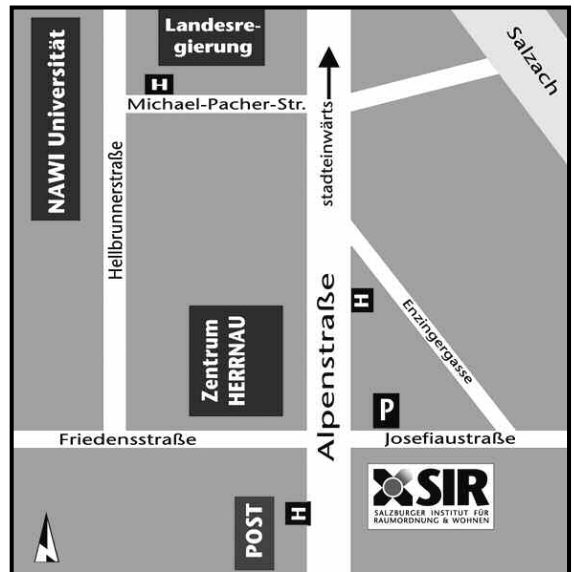 Landesre-
gierung
Salzach
NAWI Universität
H
Michael-Pacher-Str.
stadteinwärts
Hellbrunnerstraße
Alpenstraße
H
Enzingergasse
Zentrum
HERRNAU
P
Friedensstraße
Josefiaustraße
SIR
SALZBURGER INSTITUT FÜR
RAUMORDNUNG & WOHNEN
POST
H